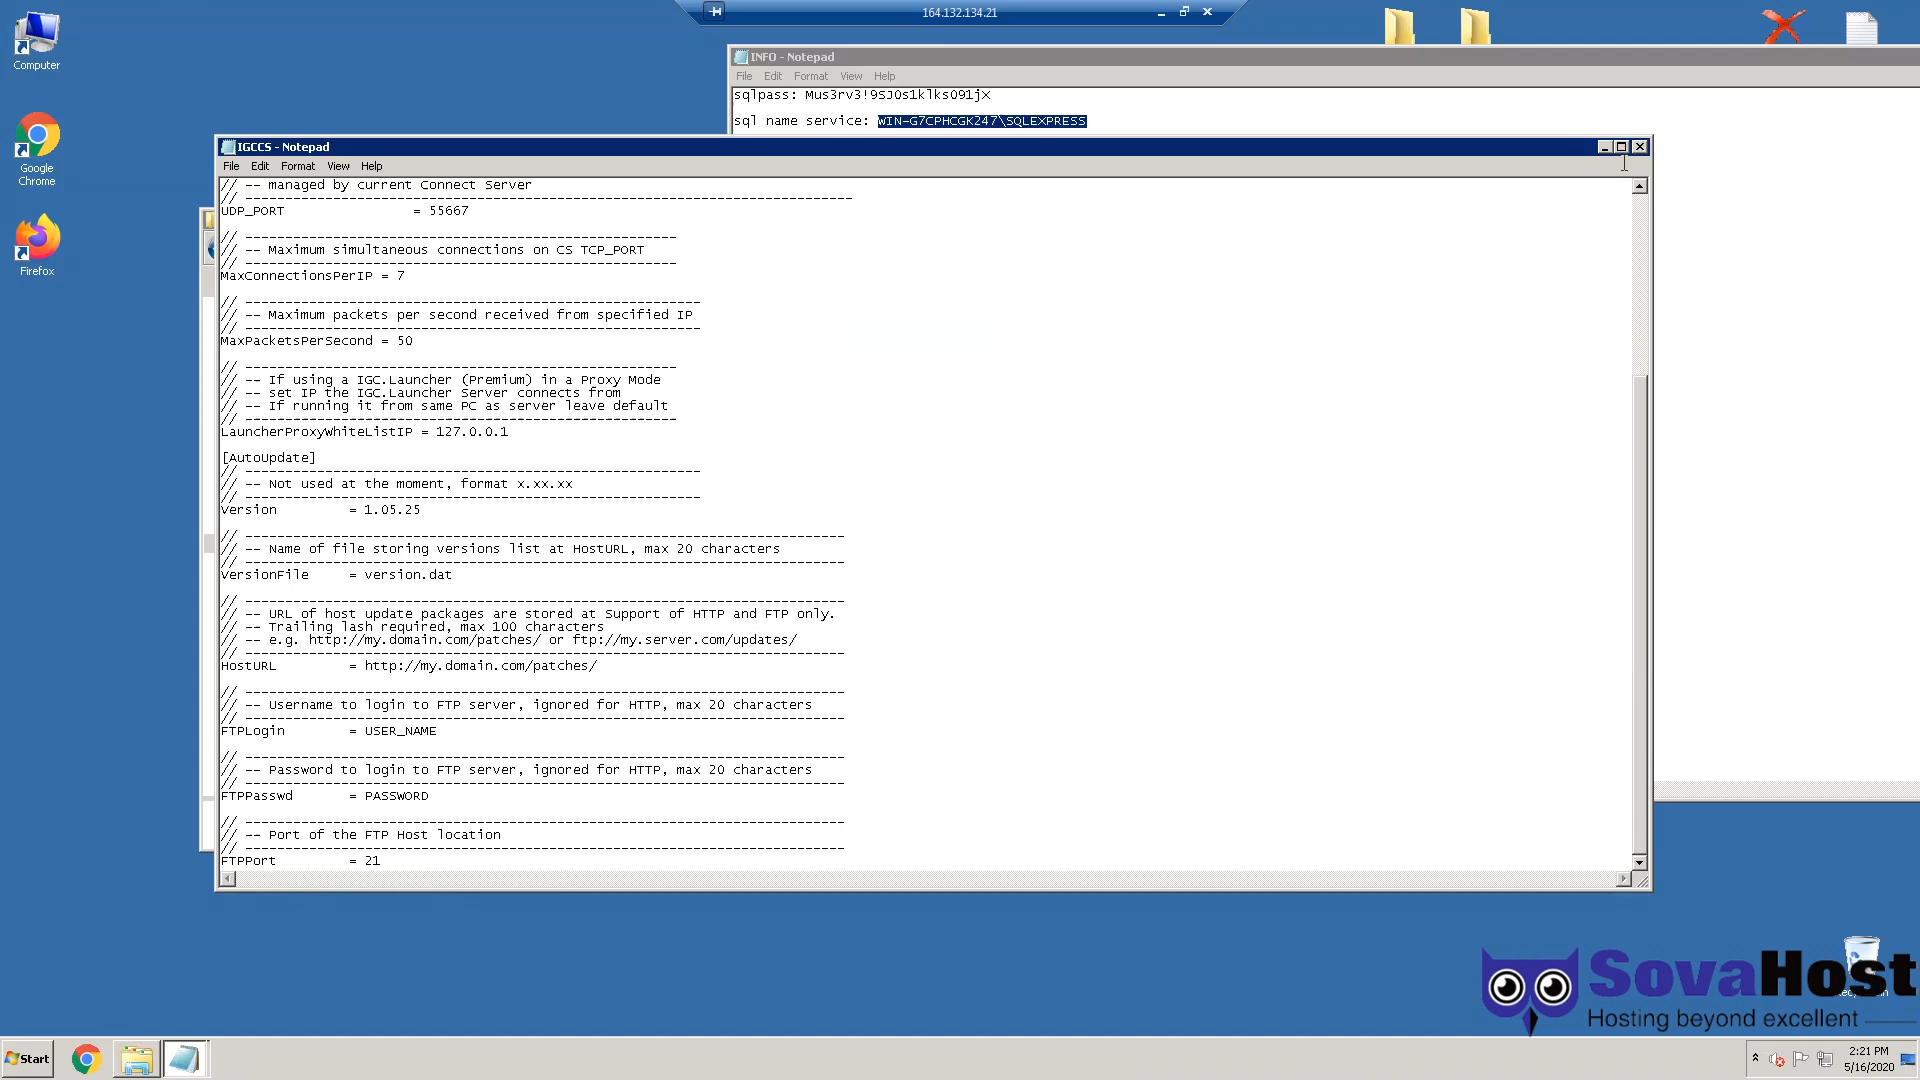 164.132.134.21
Computer
Google
Chrome
Firefox
INFO - Notepad
File Edit Format View Help
sqlpass: Mus3rv3!9SJ0s1klks091jX
sql name service: WIN-G7CPHCGK247\SQLEXPRESS
IGCCS - Notepad
File Edit Format View Help
// -- managed by current Connect Server
// ----------------------------------------------------------------------------
UDP_PORT = 55667
// ------------------------------------------------------
// -- Maximum simultaneous connections on CS TCP_PORT
// ------------------------------------------------------
MaxConnectionsPerIP = 7
// ---------------------------------------------------------
// -- Maximum packets per second received from specified IP
// ---------------------------------------------------------
MaxPacketsPerSecond = 50
// ------------------------------------------------------
// -- If using a IGC.Launcher (Premium) in a Proxy Mode
// -- set IP the IGC.Launcher Server connects from
// -- If running it from same PC as server leave default
// ------------------------------------------------------
LauncherProxyWhiteListIP = 127.0.0.1
[AutoUpdate]
// ---------------------------------------------------------
// -- Not used at the moment, format x.xx.xx
// ---------------------------------------------------------
Version = 1.05.25
// ---------------------------------------------------------------------------
// -- Name of file storing versions list at HostURL, max 20 characters
// ---------------------------------------------------------------------------
VersionFile = version.dat
// ---------------------------------------------------------------------------
// -- URL of host update packages are stored at Support of HTTP and FTP only.
// -- Trailing lash required, max 100 characters
// -- e.g. http://my.domain.com/patches/ or ftp://my.server.com/updates/
// ---------------------------------------------------------------------------
HostURL = http://my.domain.com/patches/
// ---------------------------------------------------------------------------
// -- Username to login to FTP server, ignored for HTTP, max 20 characters
// ---------------------------------------------------------------------------
FTPLogin = USER_NAME
// ---------------------------------------------------------------------------
// -- Password to login to FTP server, ignored for HTTP, max 20 characters
// ---------------------------------------------------------------------------
FTPPasswd = PASSWORD
// ---------------------------------------------------------------------------
// -- Port of the FTP Host location
// ---------------------------------------------------------------------------
FTPPort = 21
SovaHost
Hosting beyond excellent
Start
2:21 PM
5/16/2020